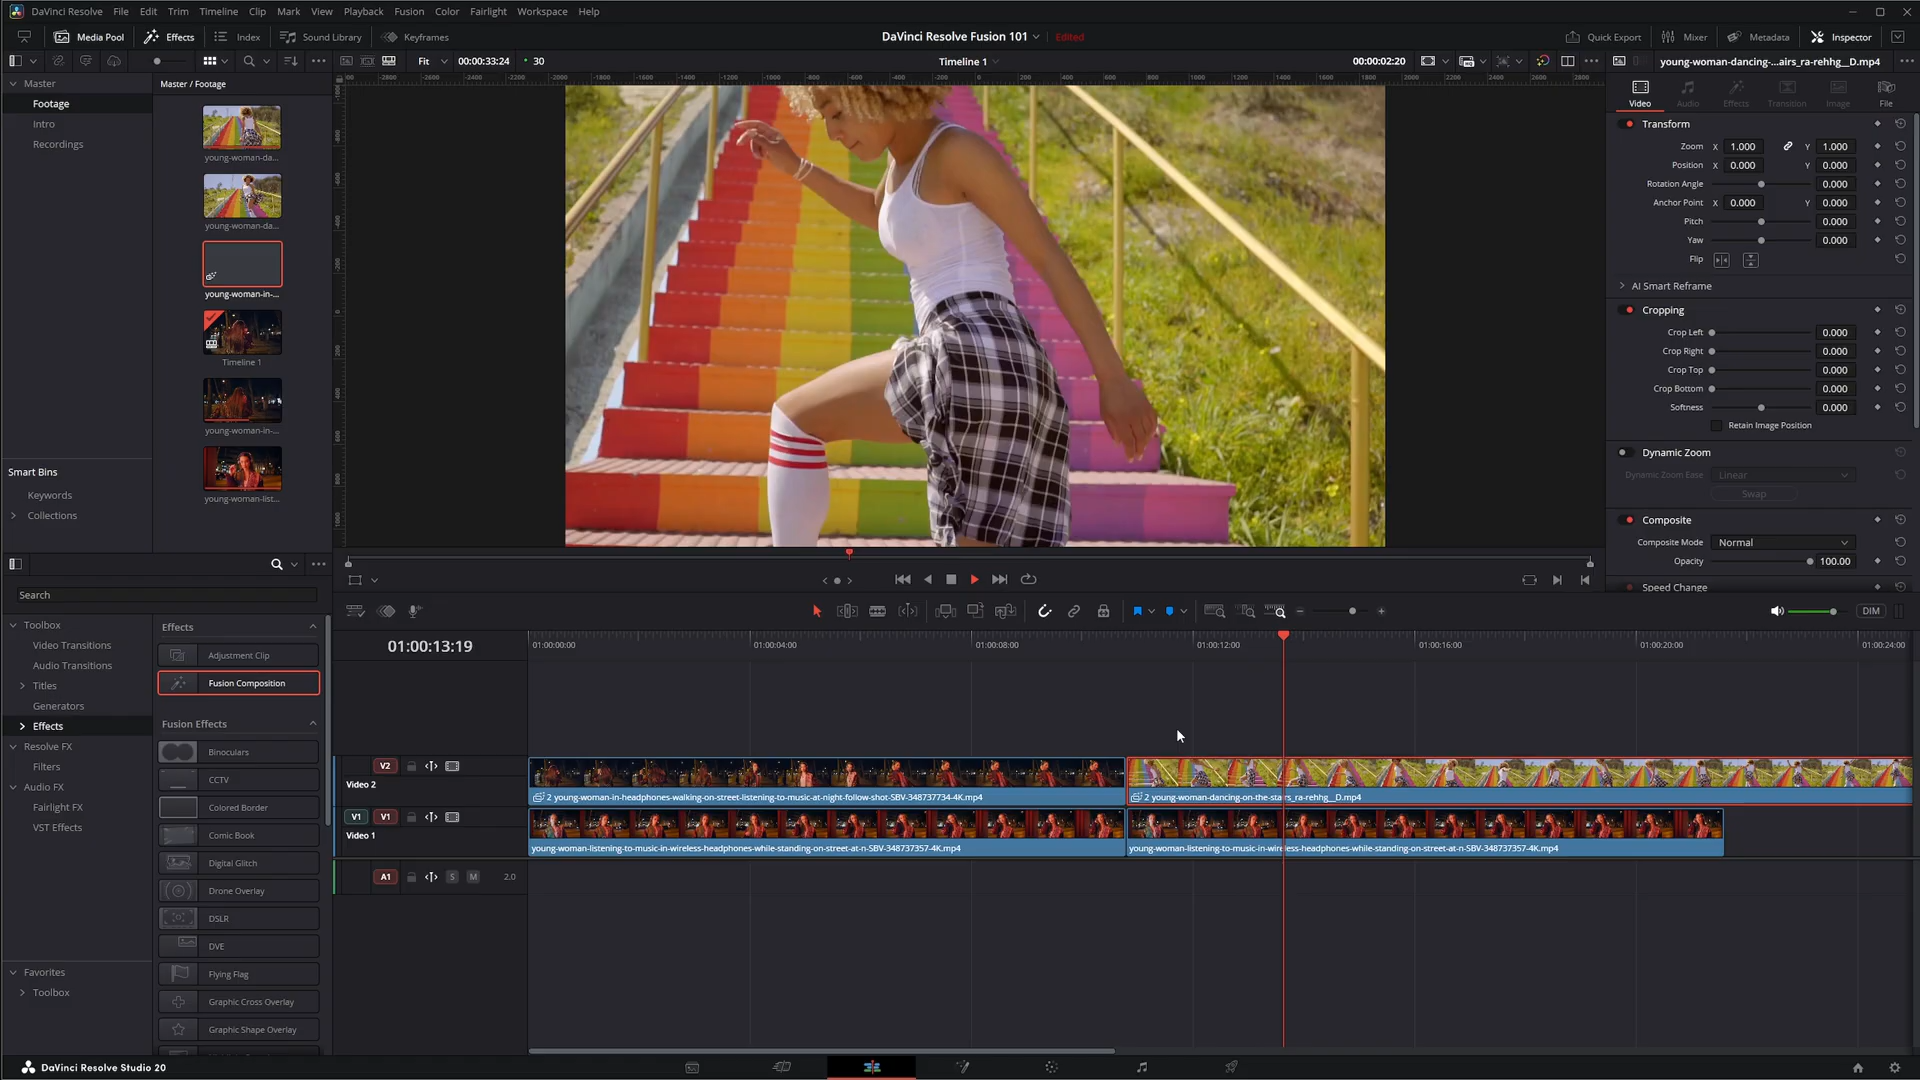 DaVinci Resolve File Edit Trim Timeline Clip Mark View Playback Fusion Color Fairlight Workspace Help
Media Pool Effects Index Sound Library Keyframes DaVinci Resolve Fusion 101 Edited Quick Export Mixer Metadata Inspector
Fit 00:00:33:24 30 Timeline 1 00:00:02:20 young-woman-dancing-...airs_ra-rehhg__D.mp4
Master
Footage
Intro
Recordings
Smart Bins
Keywords
Collections
Master / Footage
young-woman-da...
young-woman-da...
young-woman-in-...
Timeline 1
young-woman-in-...
young-woman-list...
Video Audio Effects Transition Image File
Transform
Zoom X 1.000 Y 1.000
Position X 0.000 Y 0.000
Rotation Angle 0.000
Anchor Point X 0.000 Y 0.000
Pitch 0.000
Yaw 0.000
Flip
AI Smart Reframe
Cropping
Crop Left 0.000
Crop Right 0.000
Crop Top 0.000
Crop Bottom 0.000
Softness 0.000
Retain Image Position
Dynamic Zoom
Dynamic Zoom Ease Linear
Swap
Composite
Composite Mode Normal
Opacity 100.00
Speed Change
Search
Toolbox
Video Transitions
Audio Transitions
Titles
Generators
Effects
Resolve FX
Filters
Audio FX
Fairlight FX
VST Effects
Favorites
Toolbox
Effects
Adjustment Clip
Fusion Composition
Fusion Effects
Binoculars
CCTV
Colored Border
Comic Book
Digital Glitch
Drone Overlay
DSLR
DVE
Flying Flag
Graphic Cross Overlay
Graphic Shape Overlay
DIM
01:00:13:19 01:00:00:00 01:00:04:00 01:00:08:00 01:00:12:00 01:00:16:00 01:00:20:00 01:00:24:00
V2
Video 2
2 young-woman-in-headphones-walking-on-street-listening-to-music-at-night-follow-shot-SBV-348737734-4K.mp4
2 young-woman-dancing-on-the-stairs_ra-rehhg__D.mp4
V1 V1
Video 1
young-woman-listening-to-music-in-wireless-headphones-while-standing-on-street-at-n-SBV-348737357-4K.mp4
young-woman-listening-to-music-in-wireless-headphones-while-standing-on-street-at-n-SBV-348737357-4K.mp4
A1 S M 2.0
DaVinci Resolve Studio 20